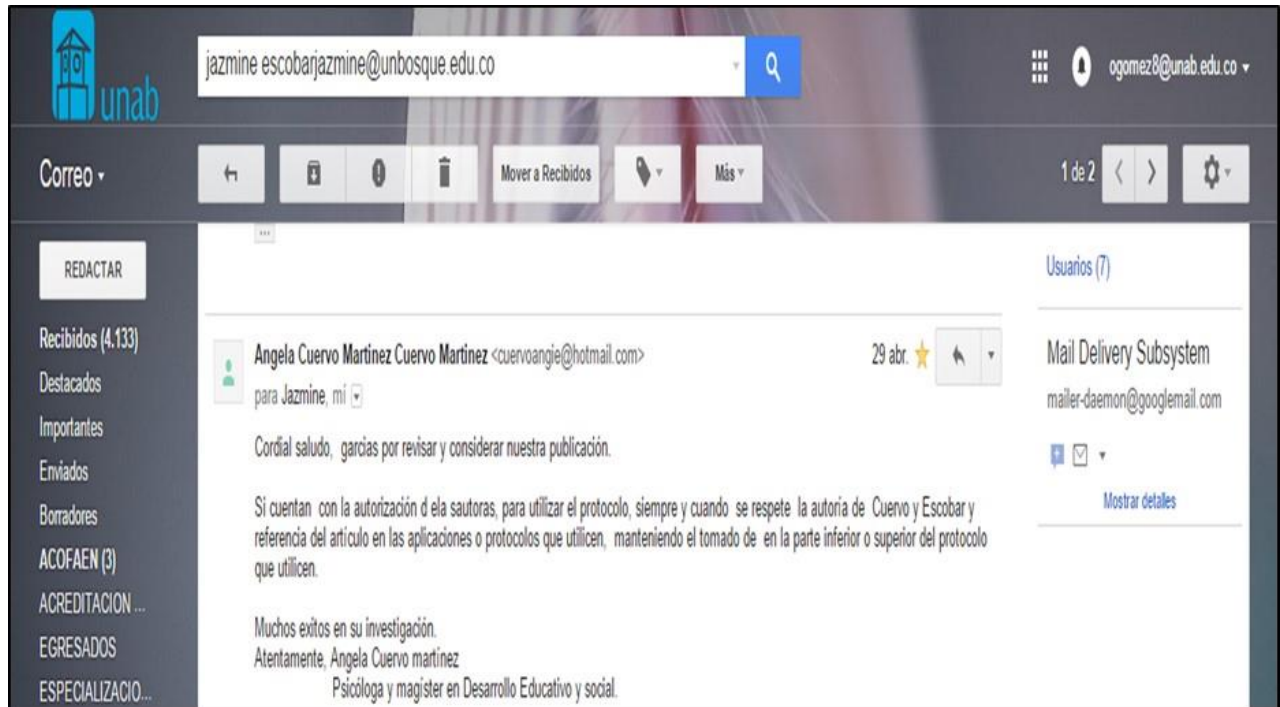 unab
jazmine escobarjazmine@unbosque.edu.co
ogomez8@unab.edu.co
Correo
Mover a Recibidos
Más
1 de 2
REDACTAR
Recibidos (4.133)
Destacados
Importantes
Enviados
Borradores
ACOFAEN (3)
ACREDITACION ...
EGRESADOS
ESPECIALIZACIO...
...
Angela Cuervo Martinez Cuervo Martinez <cuervoangie@hotmail.com>
29 abr.
para Jazmine, mí
Cordial saludo, garcias por revisar y considerar nuestra publicación.
Si cuentan con la autorización d ela sautoras, para utilizar el protocolo, siempre y cuando se respete la autoría de Cuervo y Escobar y
referencia del artículo en las aplicaciones o protocolos que utilicen, manteniendo el tomado de en la parte inferior o superior del protocolo
que utilicen.
Muchos exitos en su investigación.
Atentamente, Angela Cuervo martinez
Psicóloga y magister en Desarrollo Educativo y social.
Usuarios (7)
Mail Delivery Subsystem
mailer-daemon@googlemail.com
Mostrar detalles